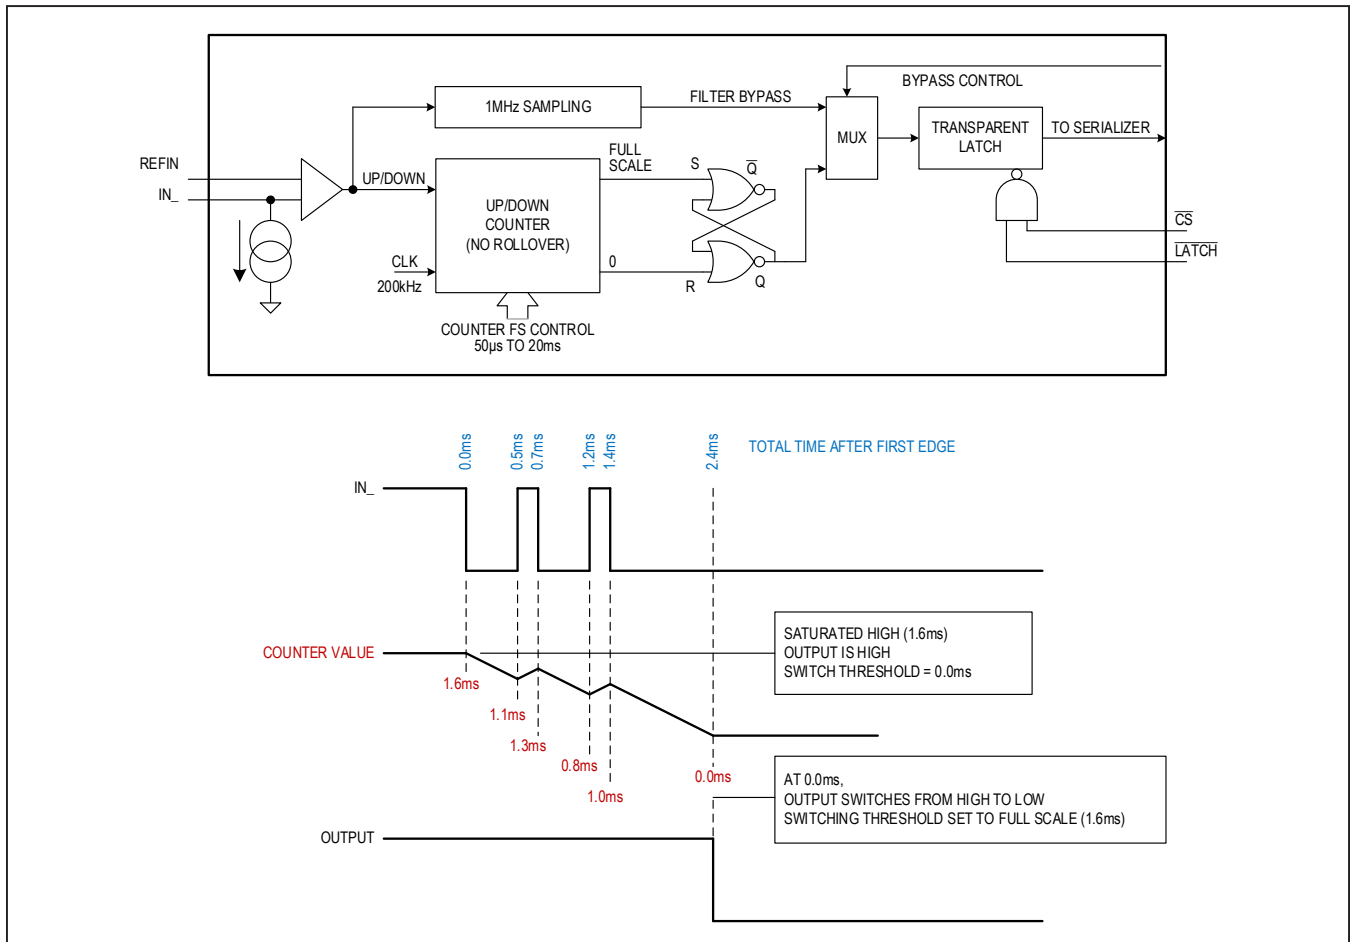 BYPASS CONTROL
1MHz SAMPLING
FILTER BYPASS
MUX
TRANSPARENT
LATCH
TO SERIALIZER
REFIN
IN_
UP/DOWN
UP/DOWN
COUNTER
(NO ROLLOVER)
FULL
SCALE
S
Q̅
C̅S̅
L̅A̅T̅C̅H̅
CLK
200kHz
0
R
Q
COUNTER FS CONTROL
50µs TO 20ms
0.0ms
0.5ms
0.7ms
1.2ms
1.4ms
2.4ms
TOTAL TIME AFTER FIRST EDGE
IN_
COUNTER VALUE
SATURATED HIGH (1.6ms)
OUTPUT IS HIGH
SWITCH THRESHOLD = 0.0ms
1.6ms
1.1ms
1.3ms
0.8ms
1.0ms
0.0ms
AT 0.0ms,
OUTPUT SWITCHES FROM HIGH TO LOW
SWITCHING THRESHOLD SET TO FULL SCALE (1.6ms)
OUTPUT